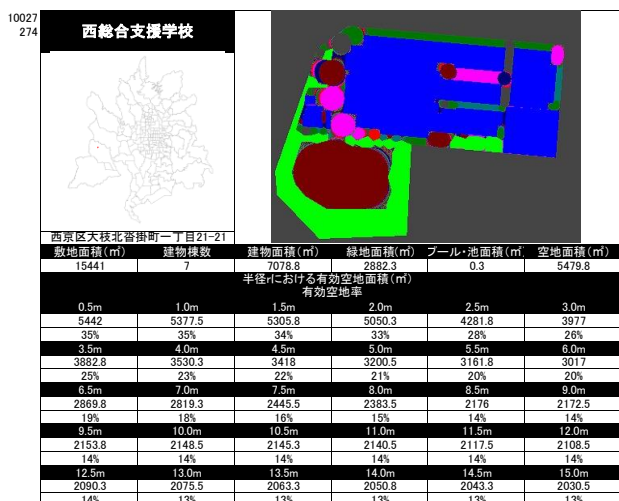 10027
274
西総合支援学校
西京区大枝北沓掛町一丁目21-21
敷地面積(㎡) 建物棟数 建物面積(㎡) 緑地面積(㎡) プール・池面積(㎡) 空地面積(㎡)
15441 7 7078.8 2882.3 0.3 5479.8
半径rにおける有効空地面積(㎡)
有効空地率
0.5m 1.0m 1.5m 2.0m 2.5m 3.0m
5442 5377.5 5305.8 5050.3 4281.8 3977
35% 35% 34% 33% 28% 26%
3.5m 4.0m 4.5m 5.0m 5.5m 6.0m
3882.8 3530.3 3418 3200.5 3161.8 3017
25% 23% 22% 21% 20% 20%
6.5m 7.0m 7.5m 8.0m 8.5m 9.0m
2869.8 2819.3 2445.5 2383.5 2176 2172.5
19% 18% 16% 15% 14% 14%
9.5m 10.0m 10.5m 11.0m 11.5m 12.0m
2153.8 2148.5 2145.3 2140.5 2117.5 2108.5
14% 14% 14% 14% 14% 14%
12.5m 13.0m 13.5m 14.0m 14.5m 15.0m
2090.3 2075.5 2063.3 2050.8 2043.3 2030.5
14% 13% 13% 13% 13% 13%